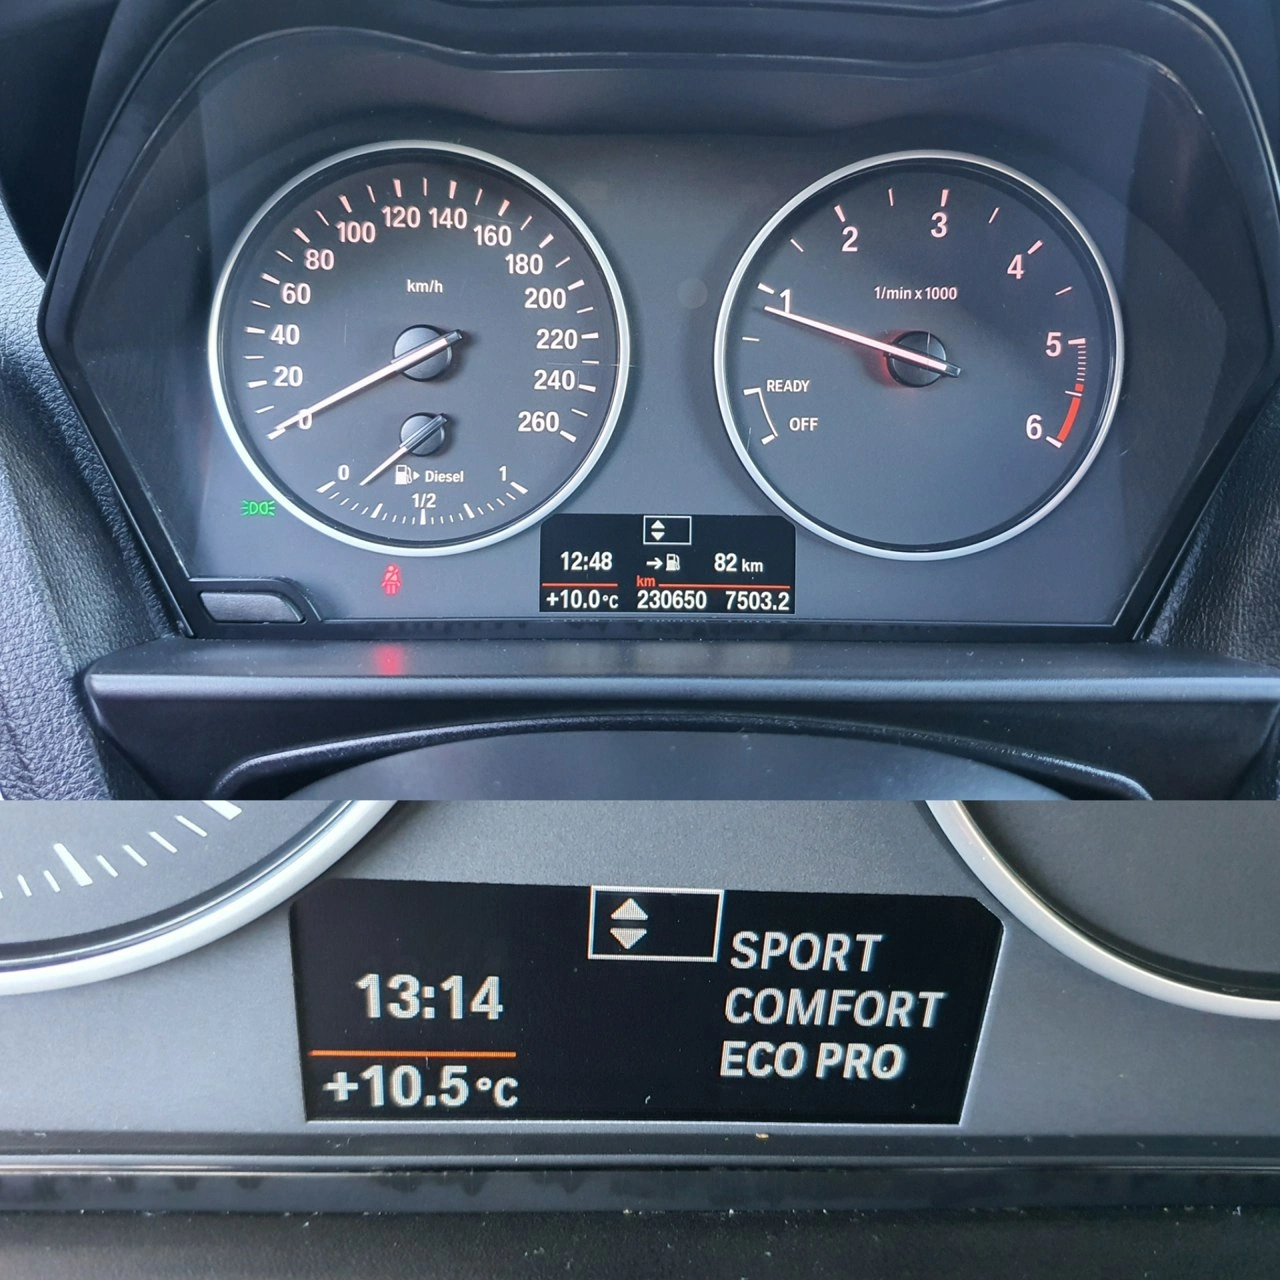 0
20
40
60
80
100
120
140
160
180
200
220
240
260
km/h
0
1/2
1
Diesel
OFF
READY
1
2
3
4
5
6
1/min x 1000
12:48 82 km
km
+10.0°C 230650 7503.2
SPORT
13:14
COMFORT
ECO PRO
+10.5°C